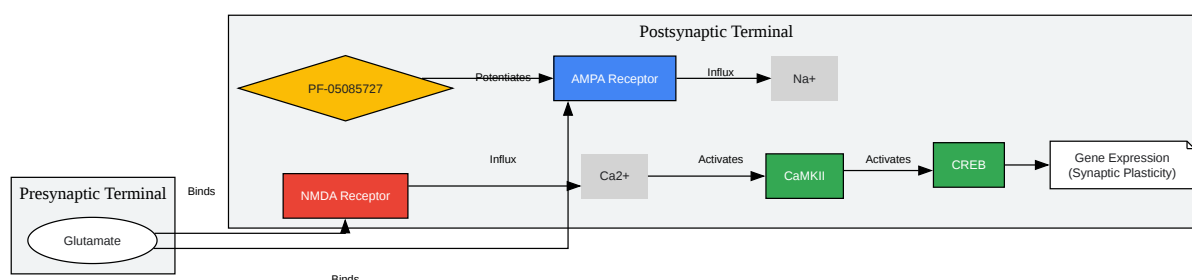 Postsynaptic Terminal
PF-05085727
Potentiates
AMPA Receptor
Influx
Na+
Presynaptic Terminal
Glutamate
Binds
NMDA Receptor
Influx
Ca2+
Activates
CaMKII
Activates
CREB
Gene Expression
(Synaptic Plasticity)
Binds